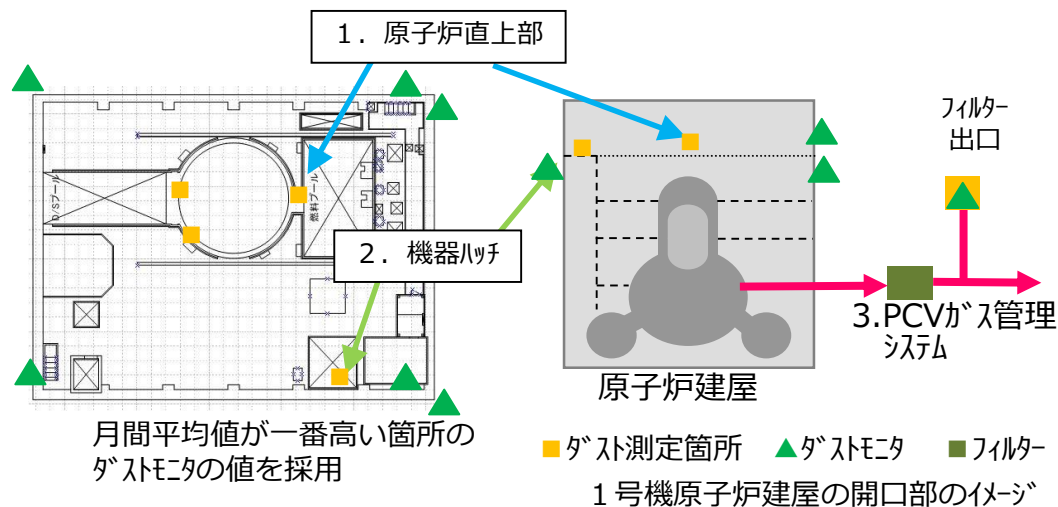 1．原子炉直上部
D/Sプール
燃料プール
2．機器ﾊｯﾁ
月間平均値が一番高い箇所の
ﾀﾞｽﾄﾓﾆﾀの値を採用
ﾌｨﾙﾀｰ
出口
3.PCVｶﾞｽ管理
ｼｽﾃﾑ
原子炉建屋
ﾀﾞｽﾄ測定箇所
ﾀﾞｽﾄﾓﾆﾀ
ﾌｨﾙﾀｰ
１号機原子炉建屋の開口部のｲﾒｰｼﾞ